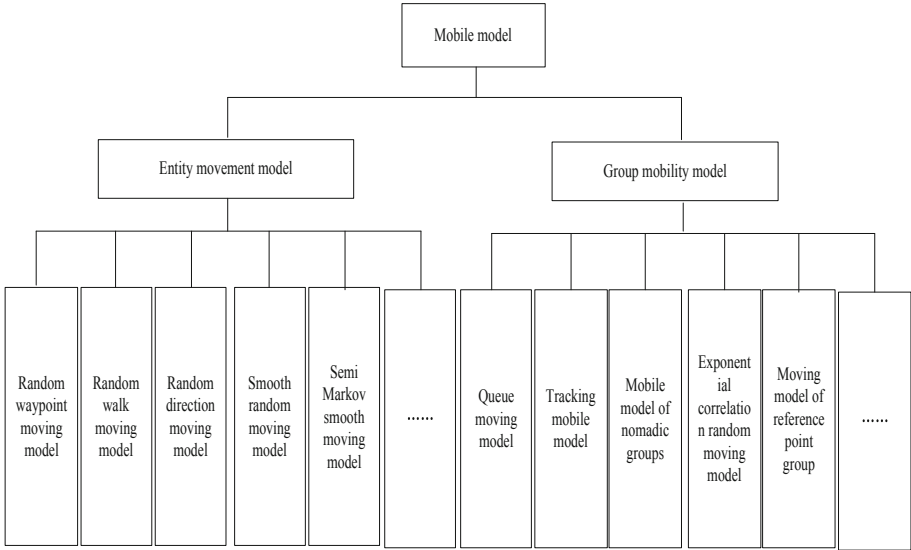 Mobile model
Entity movement model
Group mobility model
Random
waypoint
moving
model
Random
walk
moving
model
Random
direction
moving
model
Smooth
random
moving
model
Semi
Markov
smooth
moving
model
......
Queue
moving
model
Tracking
mobile
model
Mobile
model of
nomadic
groups
Exponent
ial
correlatio
n random
moving
model
Moving
model of
reference
point
group
......